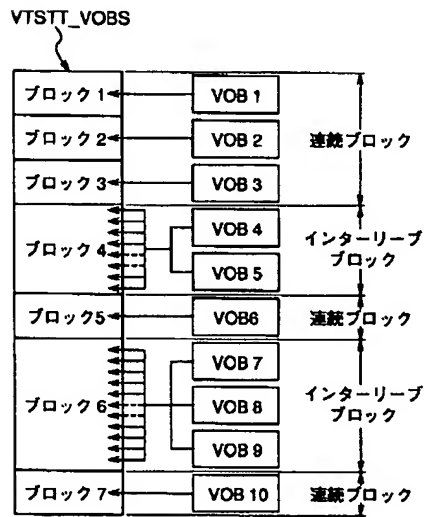 VTSTT_VOBS
ブロック1
VOB 1
ブロック2
VOB 2
連続ブロック
ブロック3
VOB 3
ブロック
4
VOB 4
VOB 5
インターリーブ
ブロック
ブロック5
VOB6
連続ブロック
ブロック
6
VOB 7
VOB 8
VOB 9
インターリーブ
ブロック
ブロック7
VOB 10
連続ブロック